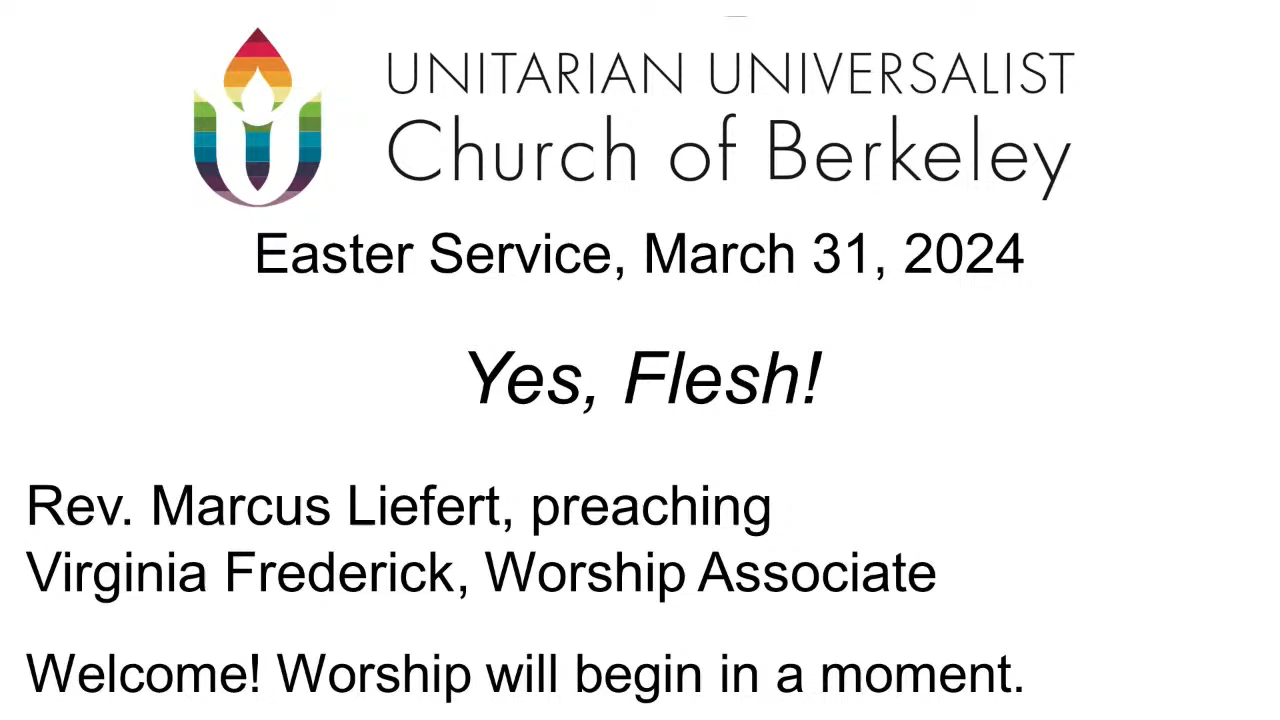 UNITARIAN UNIVERSALIST
Church of Berkeley
Easter Service, March 31, 2024
Yes, Flesh!
Rev. Marcus Liefert, preaching
Virginia Frederick, Worship Associate
Welcome! Worship will begin in a moment.